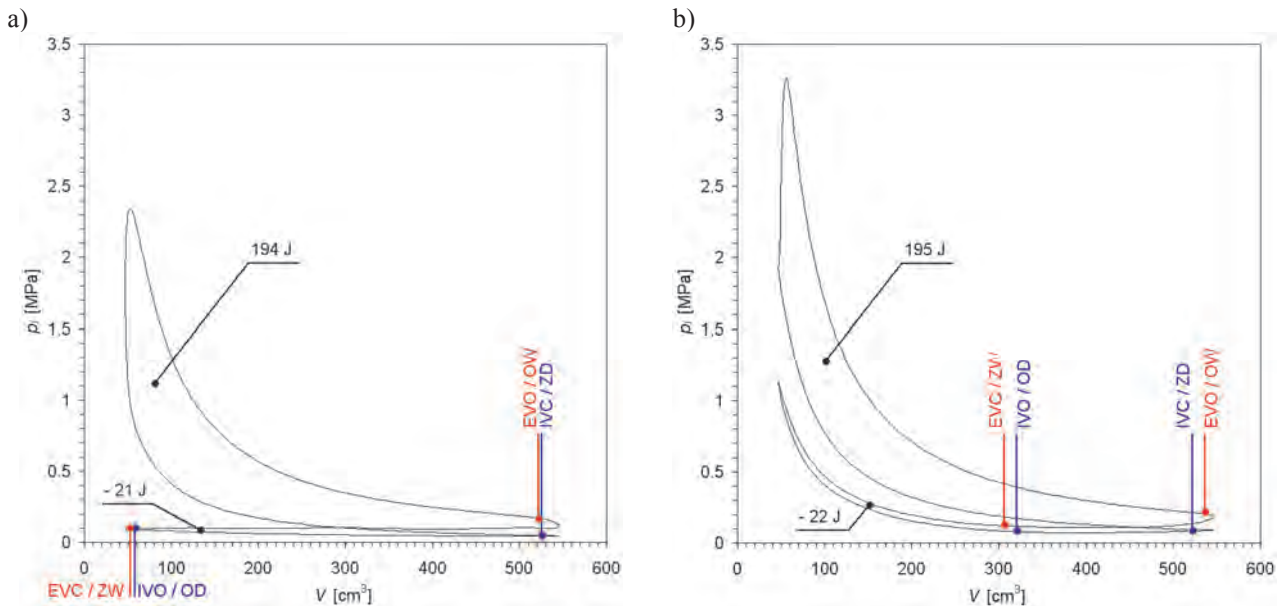 a)
3.5
3
2.5
2
1.5
1
0.5
0
p_i [MPa]
194 J
- 21 J
EVO / OW
IVC / ZD
0 100 200 300 400 500 600
EVC / ZW IVO / OD
V [cm³]
b)
3.5
3
2.5
2
1.5
1
0.5
0
p_i [MPa]
195 J
- 22 J
EVC / ZW
IVO / OD
IVC / ZD
EVO / OW
0 100 200 300 400 500 600
V [cm³]